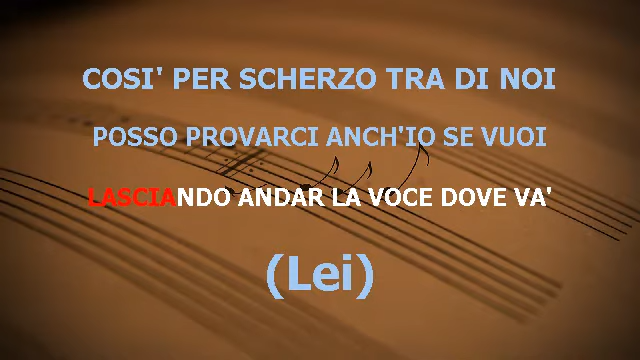 COSI' PER SCHERZO TRA DI NOI
POSSO PROVARCI ANCH'IO SE VUOI
LASCIANDO ANDAR LA VOCE DOVE VA'
(Lei)